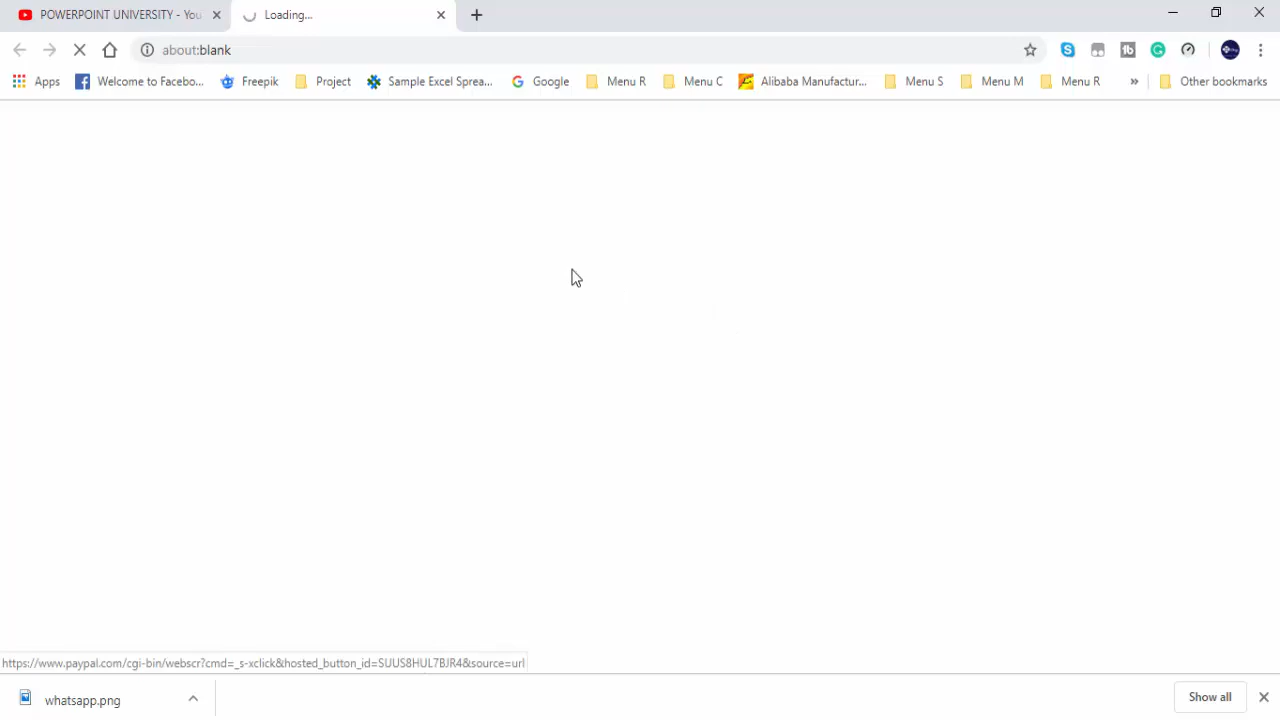 POWERPOINT UNIVERSITY - You
Loading...
about:blank
Apps
Welcome to Facebo...
Freepik
Project
Sample Excel Sprea...
Google
Menu R
Menu C
Alibaba Manufactur...
Menu S
Menu M
Menu R
»
Other bookmarks
https://www.paypal.com/cgi-bin/webscr?cmd=_s-xclick&hosted_button_id=SUUS8HUL7BJR4&source=url
whatsapp.png
Show all